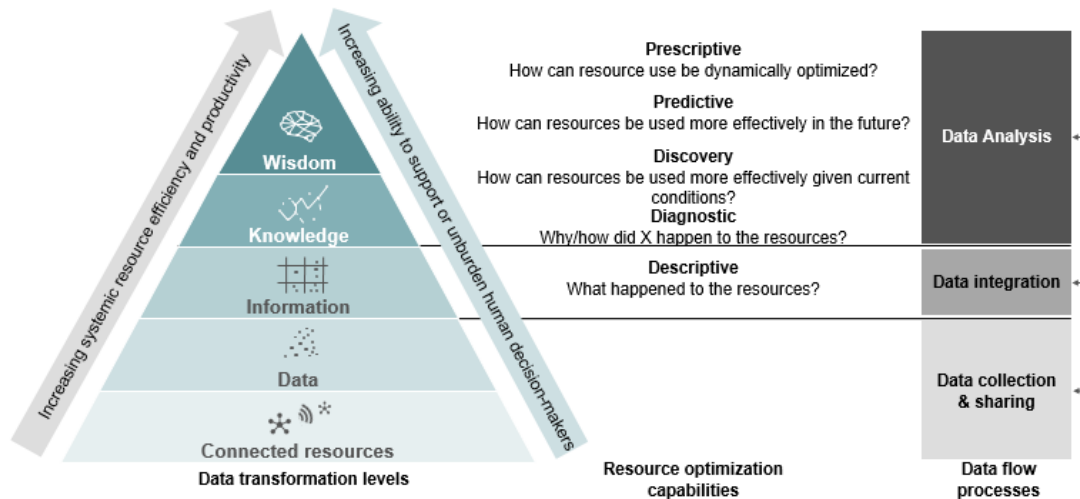 Increasing systemic resource efficiency and productivity
Increasing ability to support or unburden human decision-makers
Wisdom
Knowledge
Information
Data
Connected resources
Data transformation levels
Prescriptive
How can resource use be dynamically optimized?
Predictive
How can resources be used more effectively in the future?
Discovery
How can resources be used more effectively given current
conditions?
Diagnostic
Why/how did X happen to the resources?
Descriptive
What happened to the resources?
Resource optimization
capabilities
Data Analysis
Data integration
Data collection
& sharing
Data flow
processes